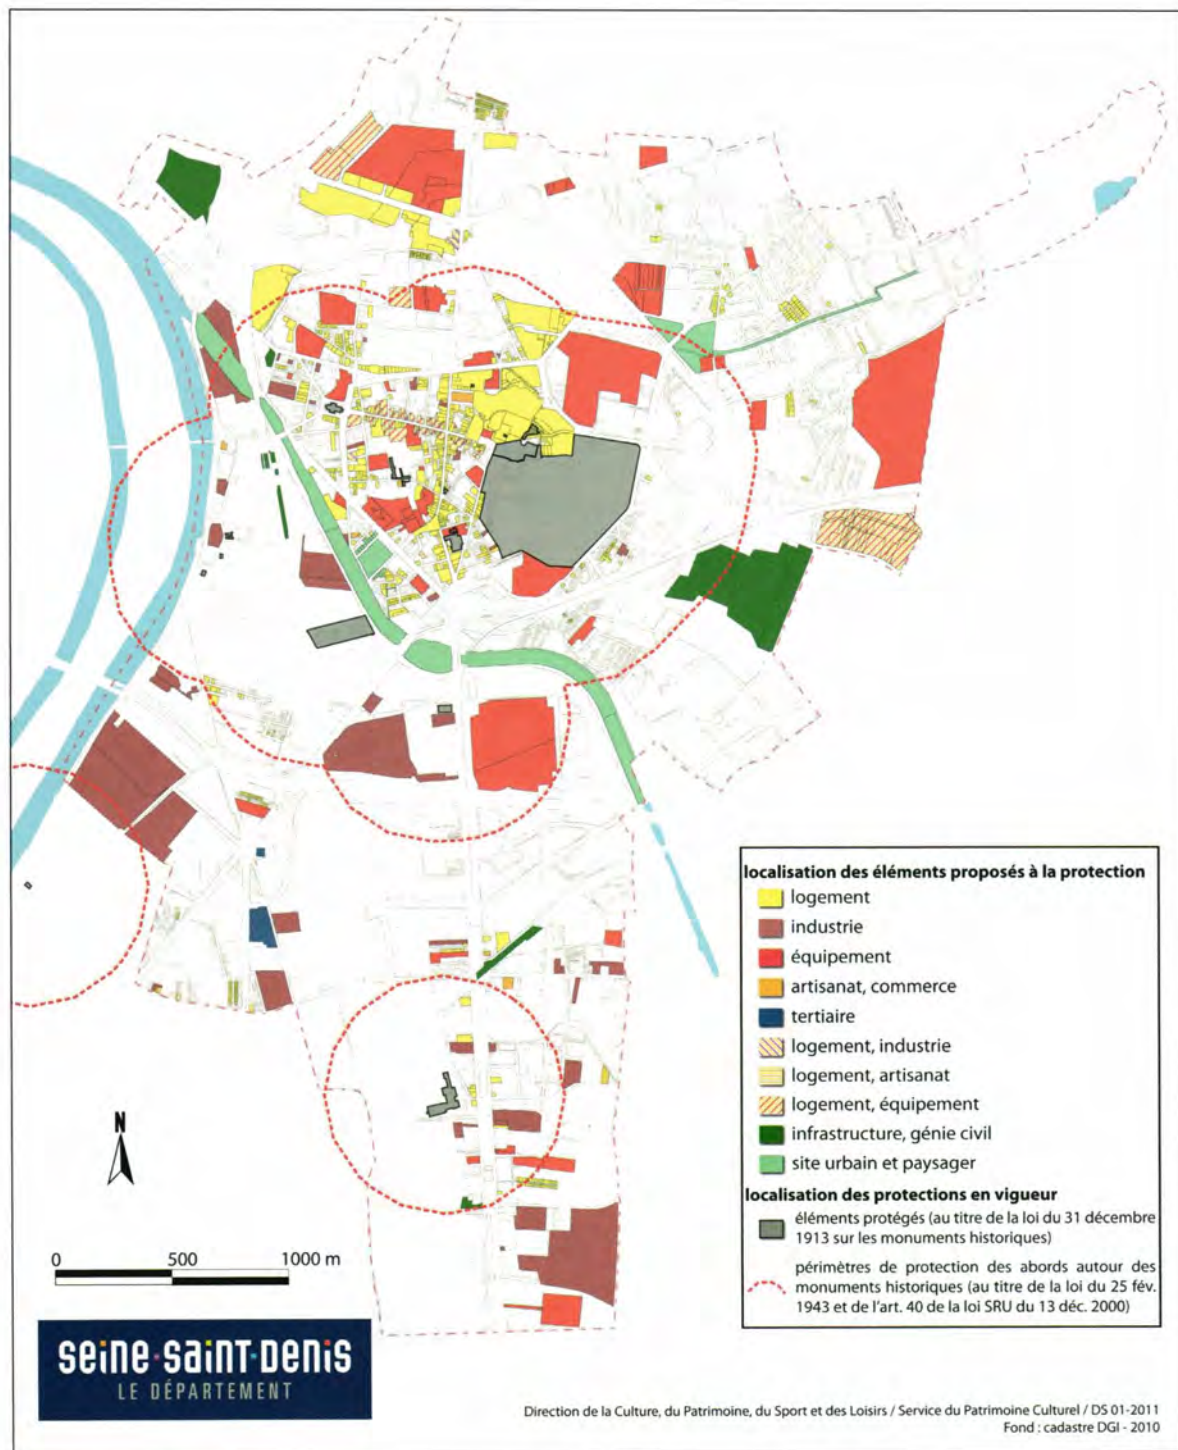 localisation des éléments proposés à la protection
logement
industrie
équipement
artisanat, commerce
tertiaire
logement, industrie
logement, artisanat
logement, équipement
infrastructure, génie civil
site urbain et paysager
localisation des protections en vigueur
éléments protégés (au titre de la loi du 31 décembre
1913 sur les monuments historiques)
périmètres de protection des abords autour des
monuments historiques (au titre de la loi du 25 fév.
1943 et de l'art. 40 de la loi SRU du 13 déc. 2000)
N
0 500 1000 m
seine·saint·denis
LE DÉPARTEMENT
Direction de la Culture, du Patrimoine, du Sport et des Loisirs / Service du Patrimoine Culturel / DS 01-2011
Fond : cadastre DGI - 2010